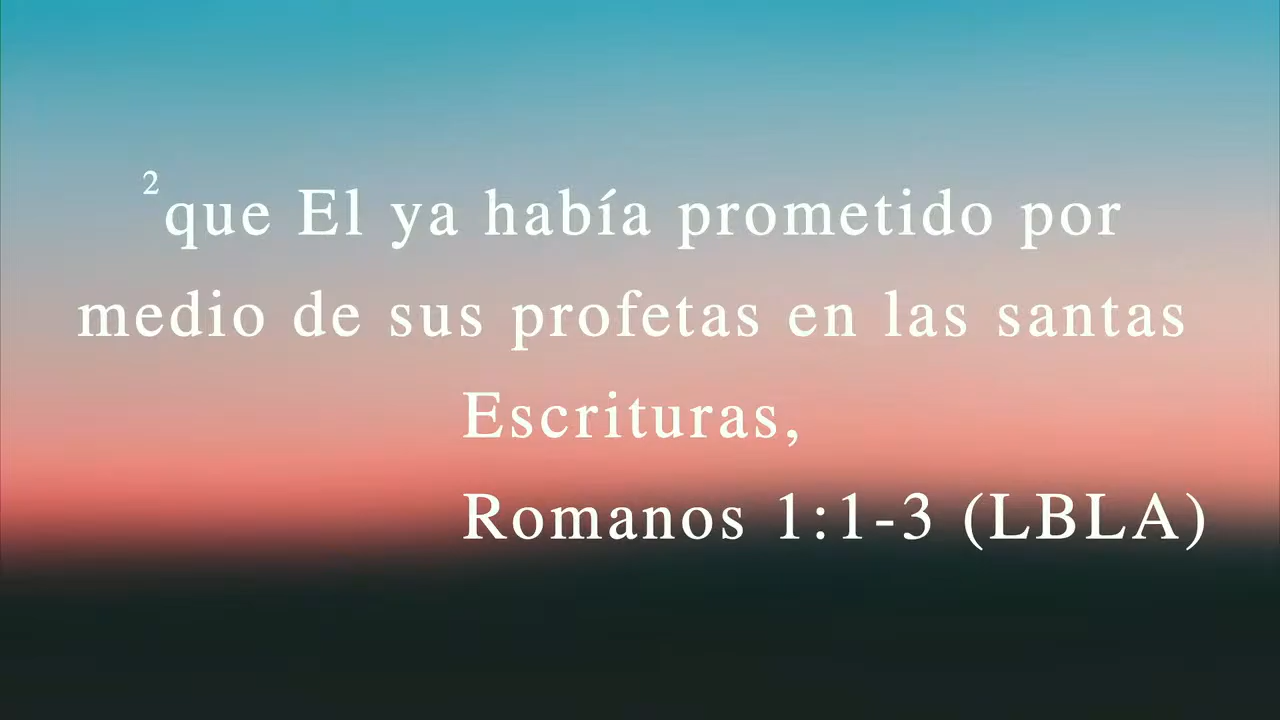 ²que El ya había prometido por
medio de sus profetas en las santas
Escrituras,
Romanos 1:1-3 (LBLA)